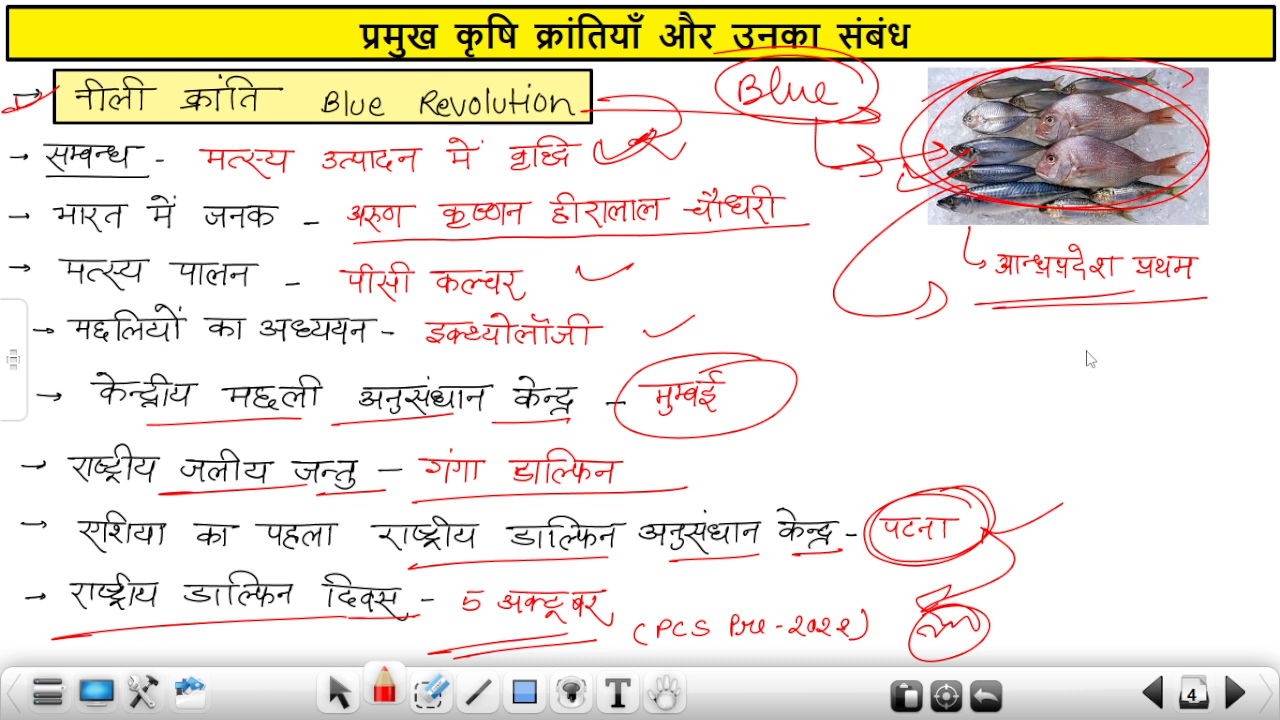 प्रमुख कृषि क्रांतियाँ और उनका संबंध
→ नीली क्रांति Blue Revolution
Blue
→ सम्बन्ध - मत्स्य उत्पादन में वृद्धि
→ भारत में जनक - अरुण कृष्णन हीरालाल चौधरी
आन्ध्रप्रदेश प्रथम
→ मत्स्य पालन - पीसी कल्चर
→ मछलियों का अध्ययन - इक्थ्योलॉजी
→ केन्द्रीय मछली अनुसंधान केन्द्र - मुम्बई
→ राष्ट्रीय जलीय जन्तु - गंगा डाल्फिन
→ एशिया का पहला राष्ट्रीय डाल्फिन अनुसंधान केन्द्र - पटना
→ राष्ट्रीय डाल्फिन दिवस - 5 अक्टूबर
(PCS Pre-2022)
4